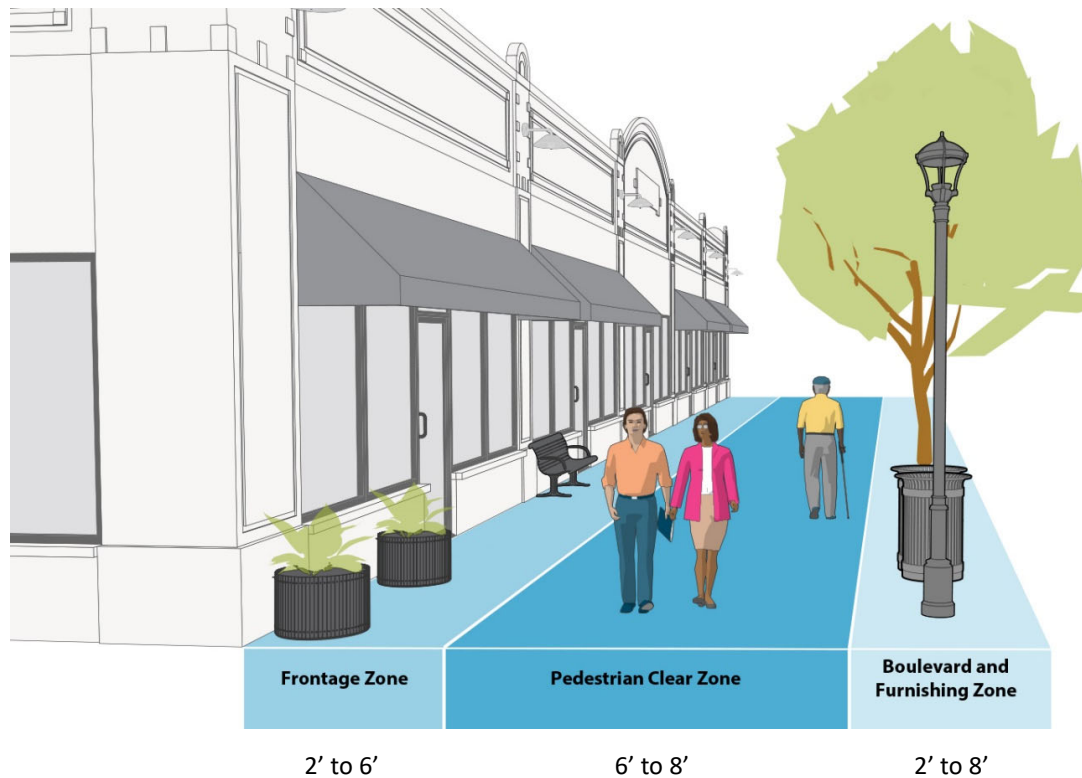 Frontage Zone
Pedestrian Clear Zone
Boulevard and
Furnishing Zone
2’ to 6’
6’ to 8’
2’ to 8’